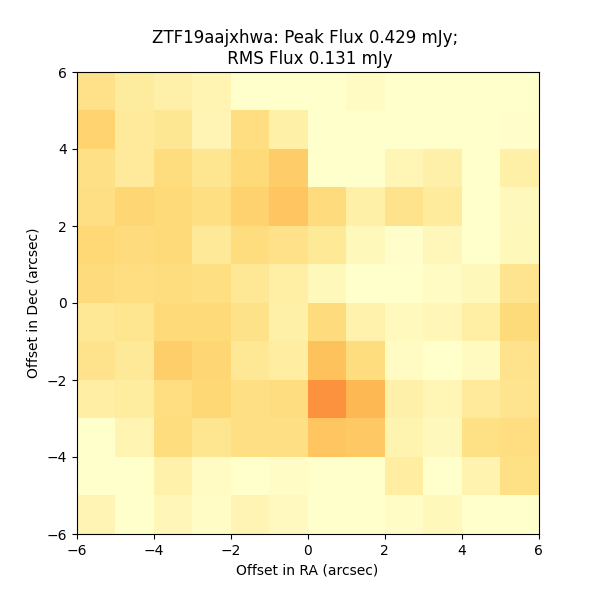 ZTF19aajxhwa: Peak Flux 0.429 mJy;
RMS Flux 0.131 mJy
6
4
2
0
−2
−4
−6
Offset in Dec (arcsec)
−6 −4 −2 0 2 4 6
Offset in RA (arcsec)